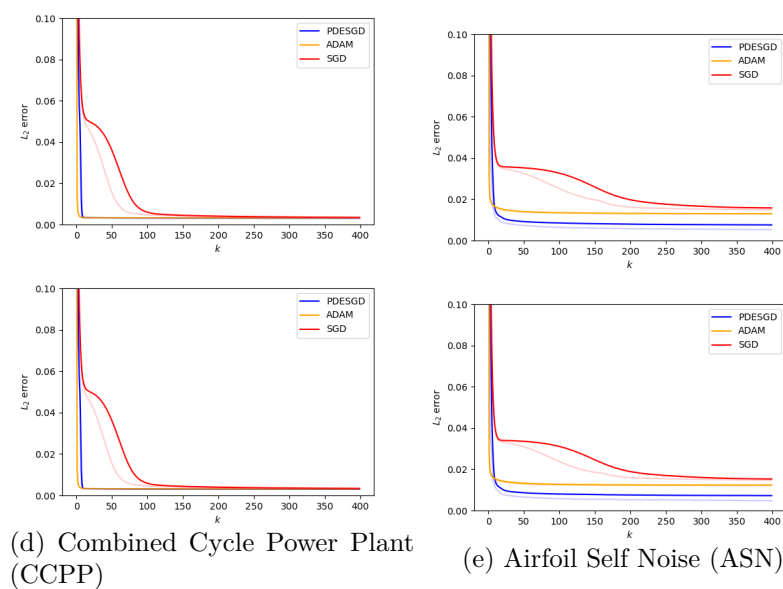 0.10
0.08
0.06
0.04
0.02
0.00
L2 error
0 50 100 150 200 250 300 350 400
k
PDESGD
ADAM
SGD
0.10
0.08
0.06
0.04
0.02
0.00
L2 error
0 50 100 150 200 250 300 350 400
k
PDESGD
ADAM
SGD
0.10
0.08
0.06
0.04
0.02
0.00
L2 error
0 50 100 150 200 250 300 350 400
k
PDESGD
ADAM
SGD
0.10
0.08
0.06
0.04
0.02
0.00
L2 error
0 50 100 150 200 250 300 350 400
k
PDESGD
ADAM
SGD
(d) Combined Cycle Power Plant
(CCPP)
(e) Airfoil Self Noise (ASN)